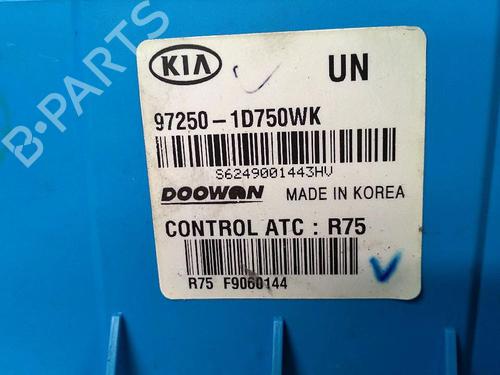 B-PARTS
KIA
UN
97250-1D750WK
S6249001443HV
DOOWON MADE IN KOREA
CONTROL ATC : R75
R75 F9060144